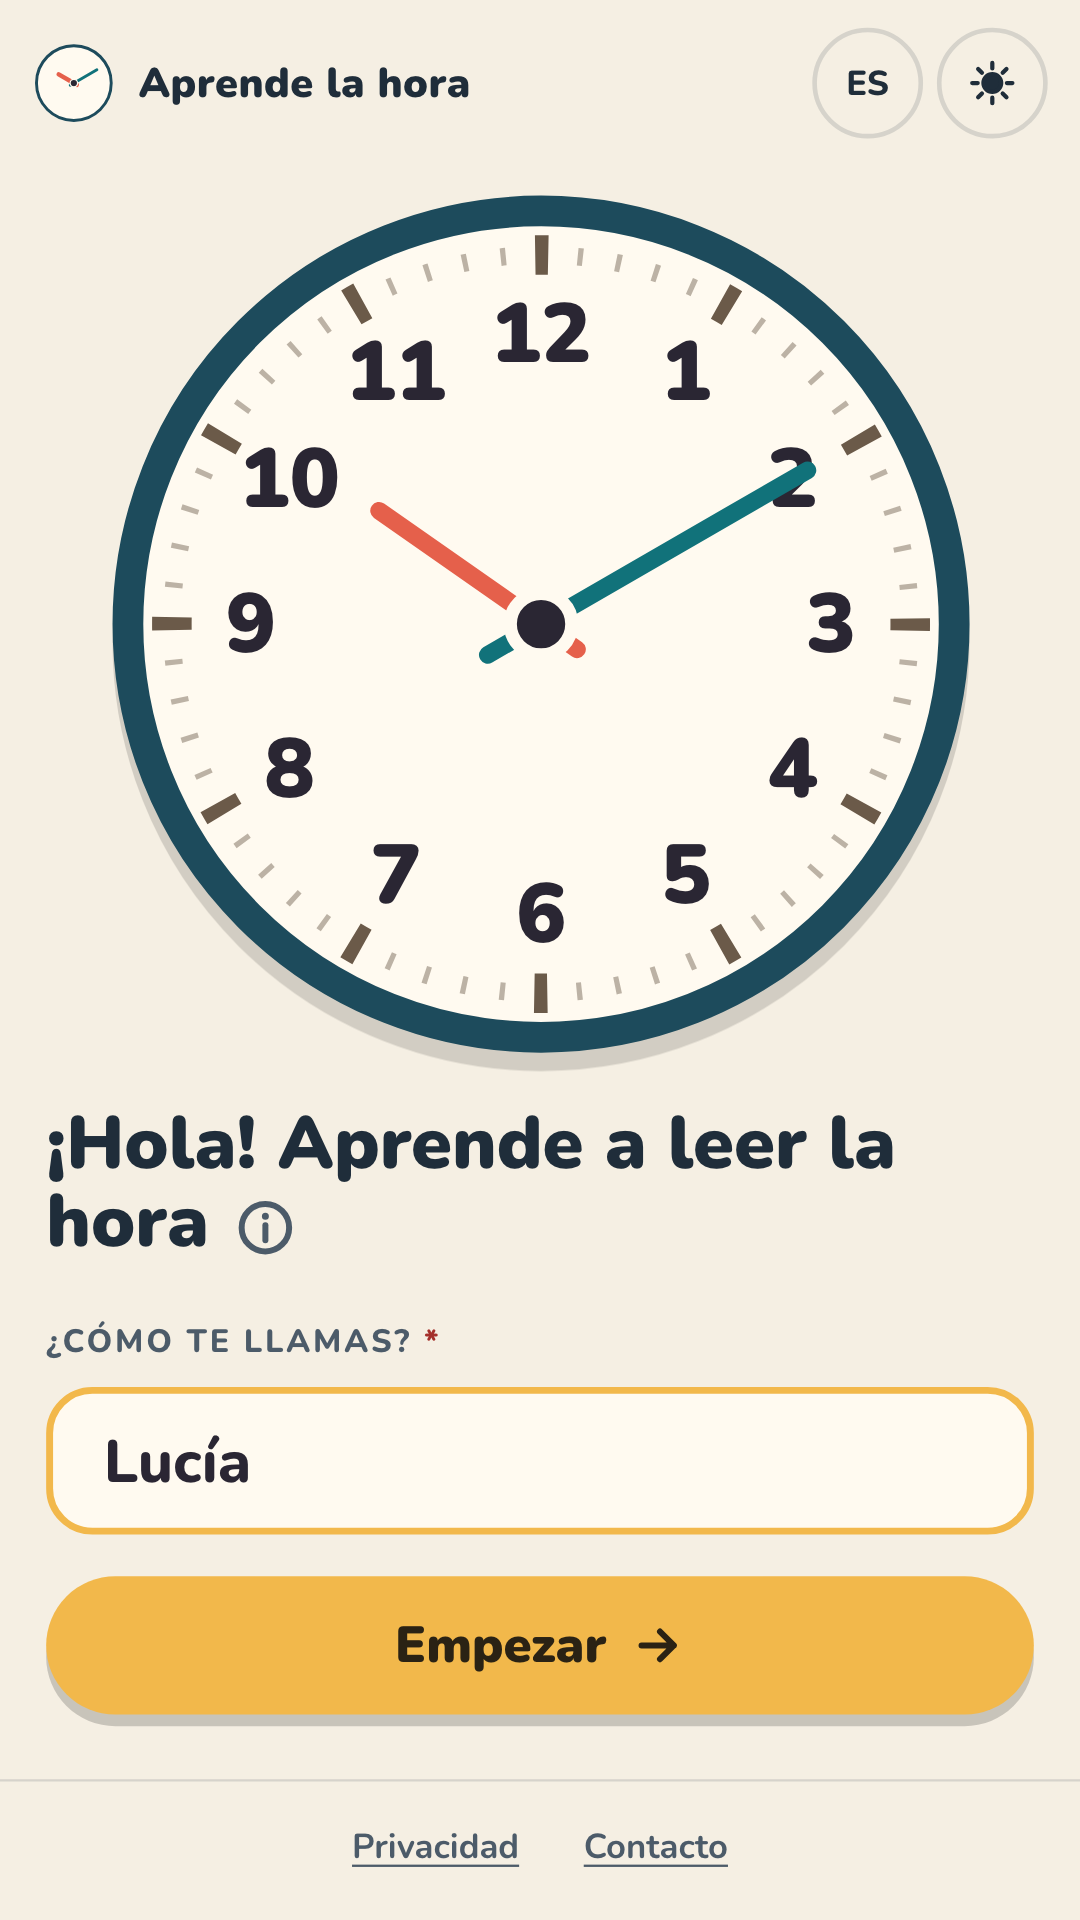 Aprende la hora
ES
12
11
1
10
2
9
3
8
4
7
5
6
¡Hola! Aprende a leer la
hora
¿CÓMO TE LLAMAS? *
Lucía
Empezar →
Privacidad
Contacto